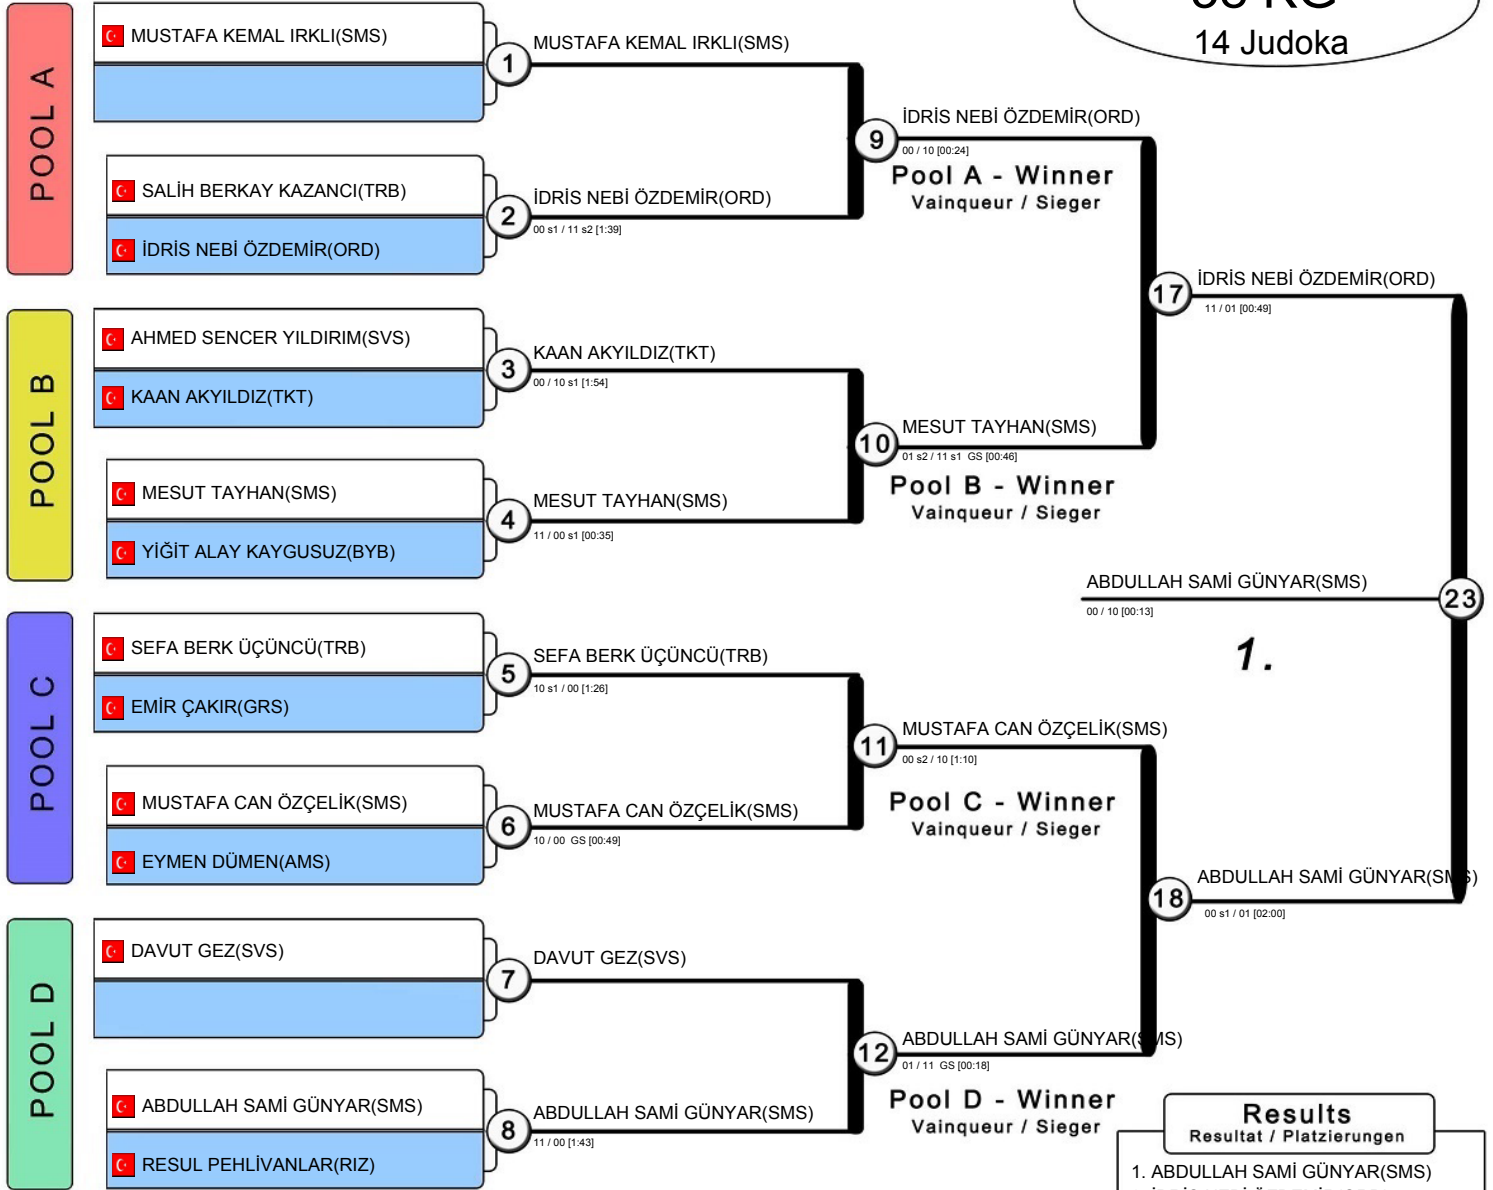 14 Judoka
POOL A
MUSTAFA KEMAL IRKLI(SMS)
1
MUSTAFA KEMAL IRKLI(SMS)
SALİH BERKAY KAZANCI(TRB)
İDRİS NEBİ ÖZDEMİR(ORD)
2
İDRİS NEBİ ÖZDEMİR(ORD)
00 s1 / 11 s2 [1:39]
9
İDRİS NEBİ ÖZDEMİR(ORD)
00 / 10 [00:24]
Pool A - Winner
Vainqueur / Sieger
POOL B
AHMED SENCER YILDIRIM(SVS)
KAAN AKYILDIZ(TKT)
3
KAAN AKYILDIZ(TKT)
00 / 10 s1 [1:54]
MESUT TAYHAN(SMS)
YİĞİT ALAY KAYGUSUZ(BYB)
4
MESUT TAYHAN(SMS)
11 / 00 s1 [00:35]
10
MESUT TAYHAN(SMS)
01 s2 / 11 s1 GS [00:46]
Pool B - Winner
Vainqueur / Sieger
17
İDRİS NEBİ ÖZDEMİR(ORD)
11 / 01 [00:49]
POOL C
SEFA BERK ÜÇÜNCÜ(TRB)
EMİR ÇAKIR(GRS)
5
SEFA BERK ÜÇÜNCÜ(TRB)
10 s1 / 00 [1:26]
MUSTAFA CAN ÖZÇELİK(SMS)
EYMEN DÜMEN(AMS)
6
MUSTAFA CAN ÖZÇELİK(SMS)
10 / 00 GS [00:49]
11
MUSTAFA CAN ÖZÇELİK(SMS)
00 s2 / 10 [1:10]
Pool C - Winner
Vainqueur / Sieger
POOL D
DAVUT GEZ(SVS)
7
DAVUT GEZ(SVS)
ABDULLAH SAMİ GÜNYAR(SMS)
RESUL PEHLİVANLAR(RIZ)
8
ABDULLAH SAMİ GÜNYAR(SMS)
11 / 00 [1:43]
12
ABDULLAH SAMİ GÜNYAR(SMS)
01 / 11 GS [00:18]
Pool D - Winner
Vainqueur / Sieger
18
ABDULLAH SAMİ GÜNYAR(SMS)
00 s1 / 01 [02:00]
ABDULLAH SAMİ GÜNYAR(SMS)
23
00 / 10 [00:13]
1.
Results
Resultat / Platzierungen
1. ABDULLAH SAMİ GÜNYAR(SMS)